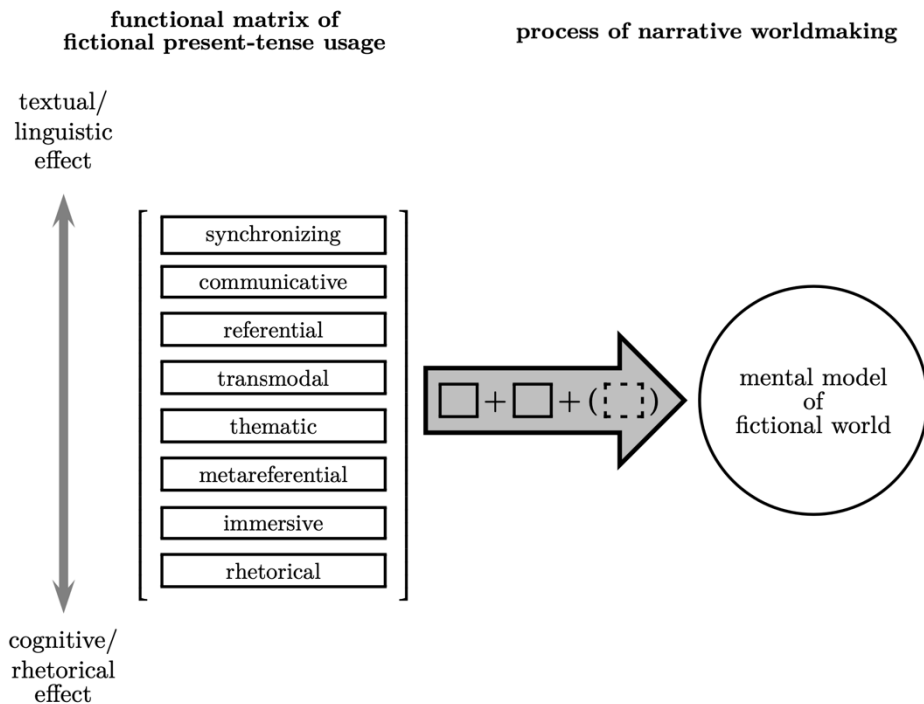 functional matrix of
fictional present-tense usage
process of narrative worldmaking
textual/
linguistic
effect
synchronizing
communicative
referential
transmodal
thematic
metareferential
immersive
rhetorical
+ + ( )
mental model
of
fictional world
cognitive/
rhetorical
effect